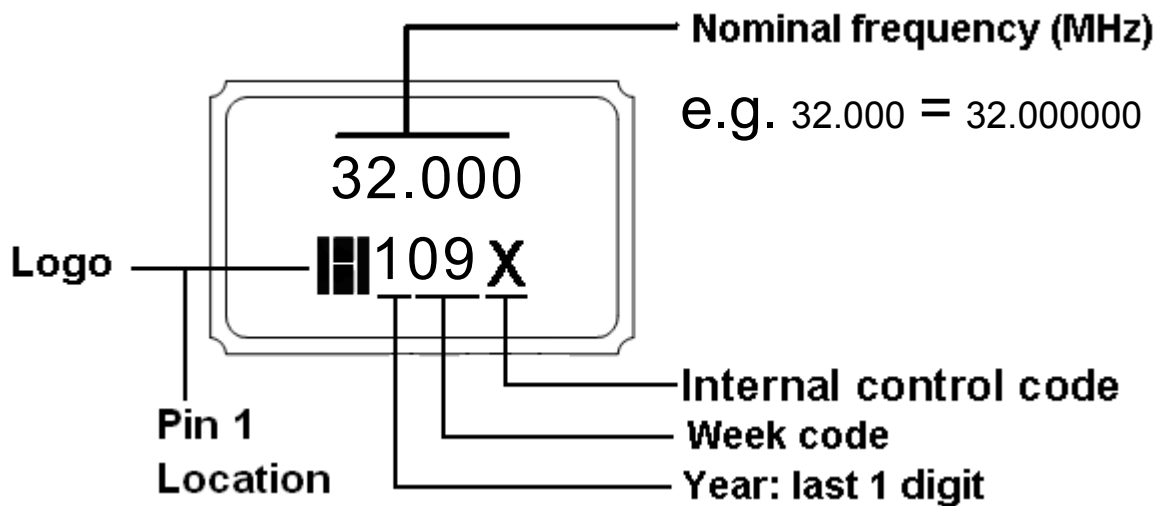 Nominal frequency (MHz)
e.g. 32.000 = 32.000000
32.000
109 X
Logo
Internal control code
Pin 1
Location
Week code
Year: last 1 digit